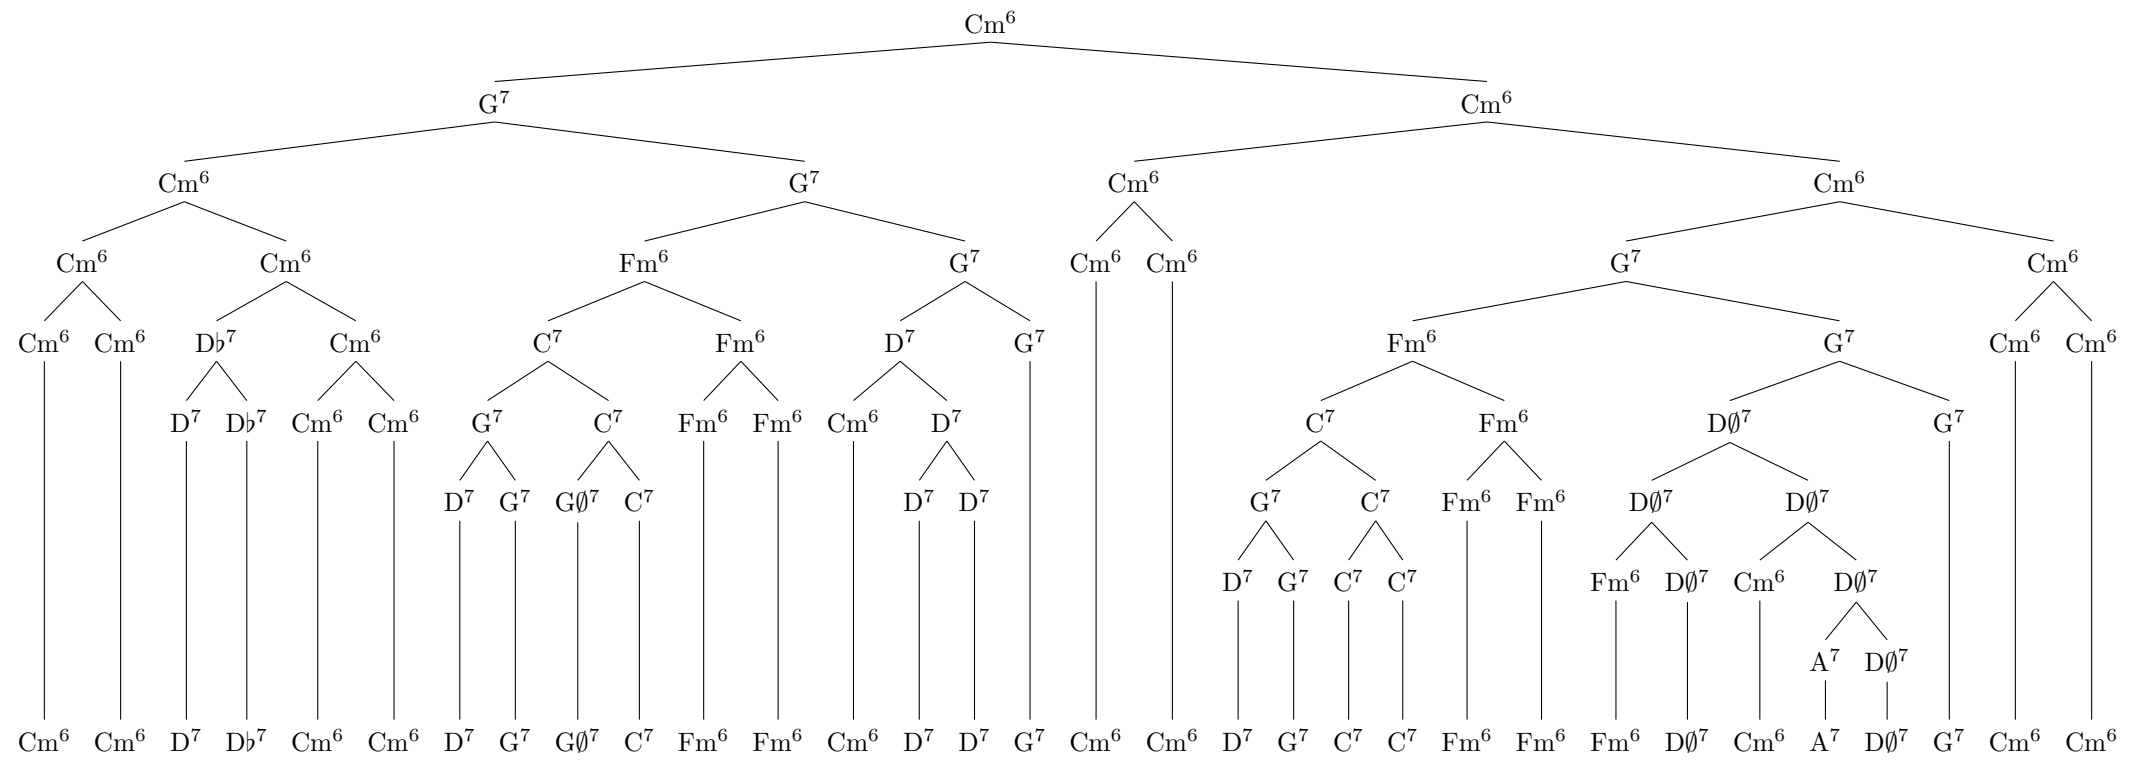 Cm⁶
G⁷ Cm⁶
Cm⁶ G⁷ Cm⁶ Cm⁶
Cm⁶ Cm⁶ Fm⁶ G⁷ Cm⁶ Cm⁶ G⁷ Cm⁶
Cm⁶ Cm⁶ D♭⁷ Cm⁶ C⁷ Fm⁶ D⁷ G⁷ Fm⁶ G⁷ Cm⁶ Cm⁶
D⁷ D♭⁷ Cm⁶ Cm⁶ G⁷ C⁷ Fm⁶ Fm⁶ Cm⁶ D⁷ C⁷ Fm⁶ D∅⁷ G⁷
D⁷ G⁷ G∅⁷ C⁷ D⁷ D⁷ G⁷ C⁷ Fm⁶ Fm⁶ D∅⁷ D∅⁷
D⁷ G⁷ C⁷ C⁷ Fm⁶ D∅⁷ Cm⁶ D∅⁷
A⁷ D∅⁷
Cm⁶ Cm⁶ D⁷ D♭⁷ Cm⁶ Cm⁶ D⁷ G⁷ G∅⁷ C⁷ Fm⁶ Fm⁶ Cm⁶ D⁷ D⁷ G⁷ Cm⁶ Cm⁶ D⁷ G⁷ C⁷ C⁷ Fm⁶ Fm⁶ Fm⁶ D∅⁷ Cm⁶ A⁷ D∅⁷ G⁷ Cm⁶ Cm⁶